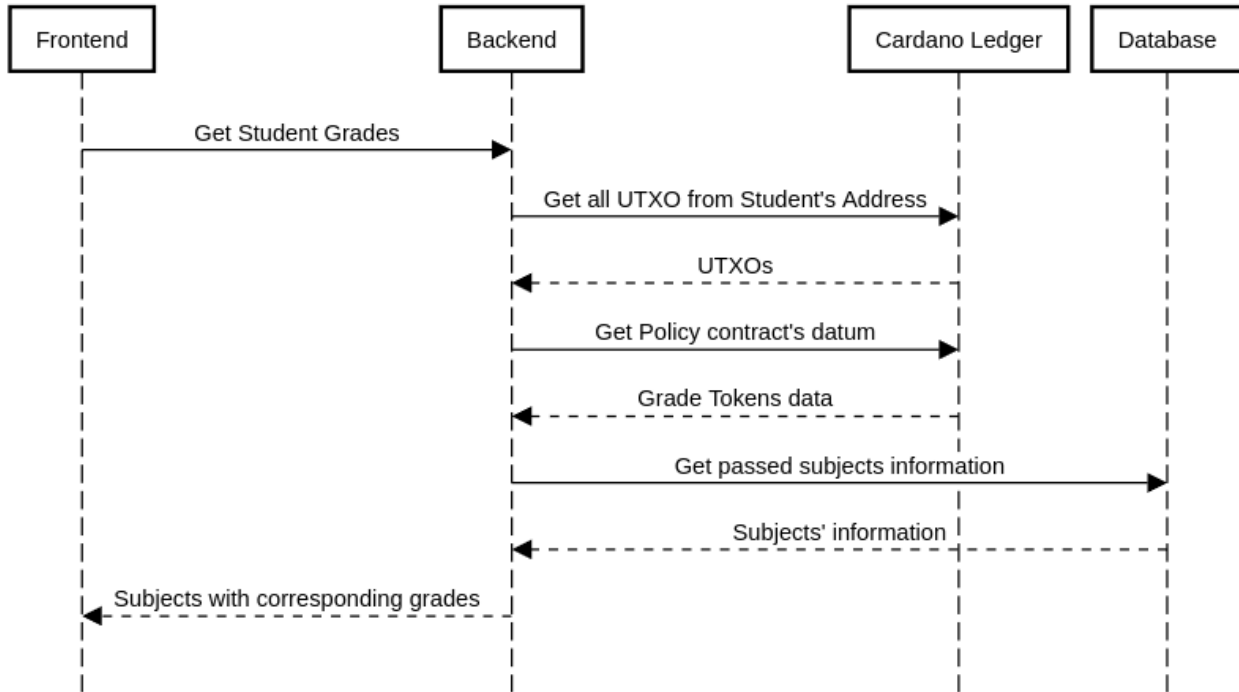 Frontend
Backend
Cardano Ledger
Database
Get Student Grades
Get all UTXO from Student's Address
UTXOs
Get Policy contract's datum
Grade Tokens data
Get passed subjects information
Subjects' information
Subjects with corresponding grades